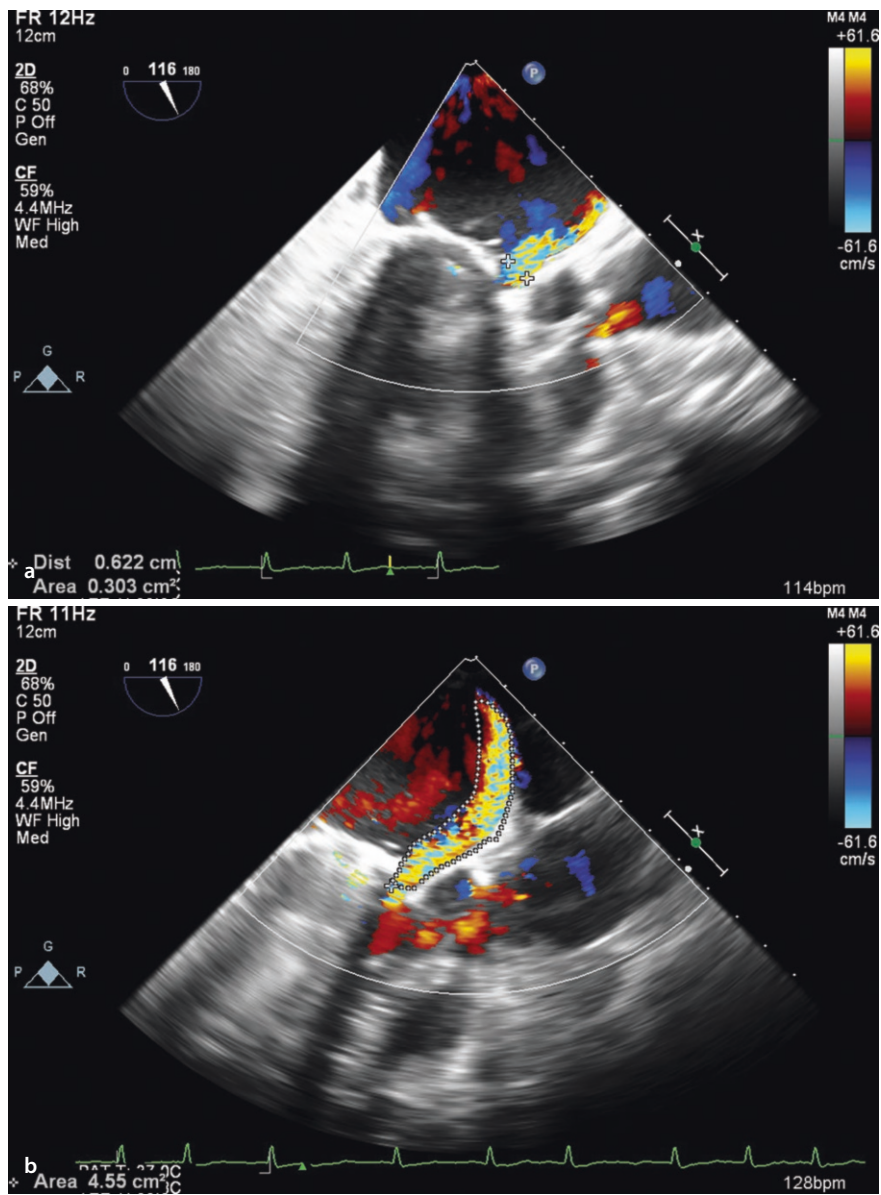 FR 12Hz
12cm
M4 M4
+61.6
2D
68%
C 50
P Off
Gen
0 116 180
P
CF
59%
4.4MHz
WF High
Med
-61.6
cm/s
X
G
P R
Dist 0.622 cm
a
Area 0.303 cm²
114bpm
FR 11Hz
12cm
M4 M4
+61.6
2D
68%
C 50
P Off
Gen
0 116 180
P
CF
59%
4.4MHz
WF High
Med
-61.6
cm/s
X
G
P R
b
Area 4.55 cm²
128bpm